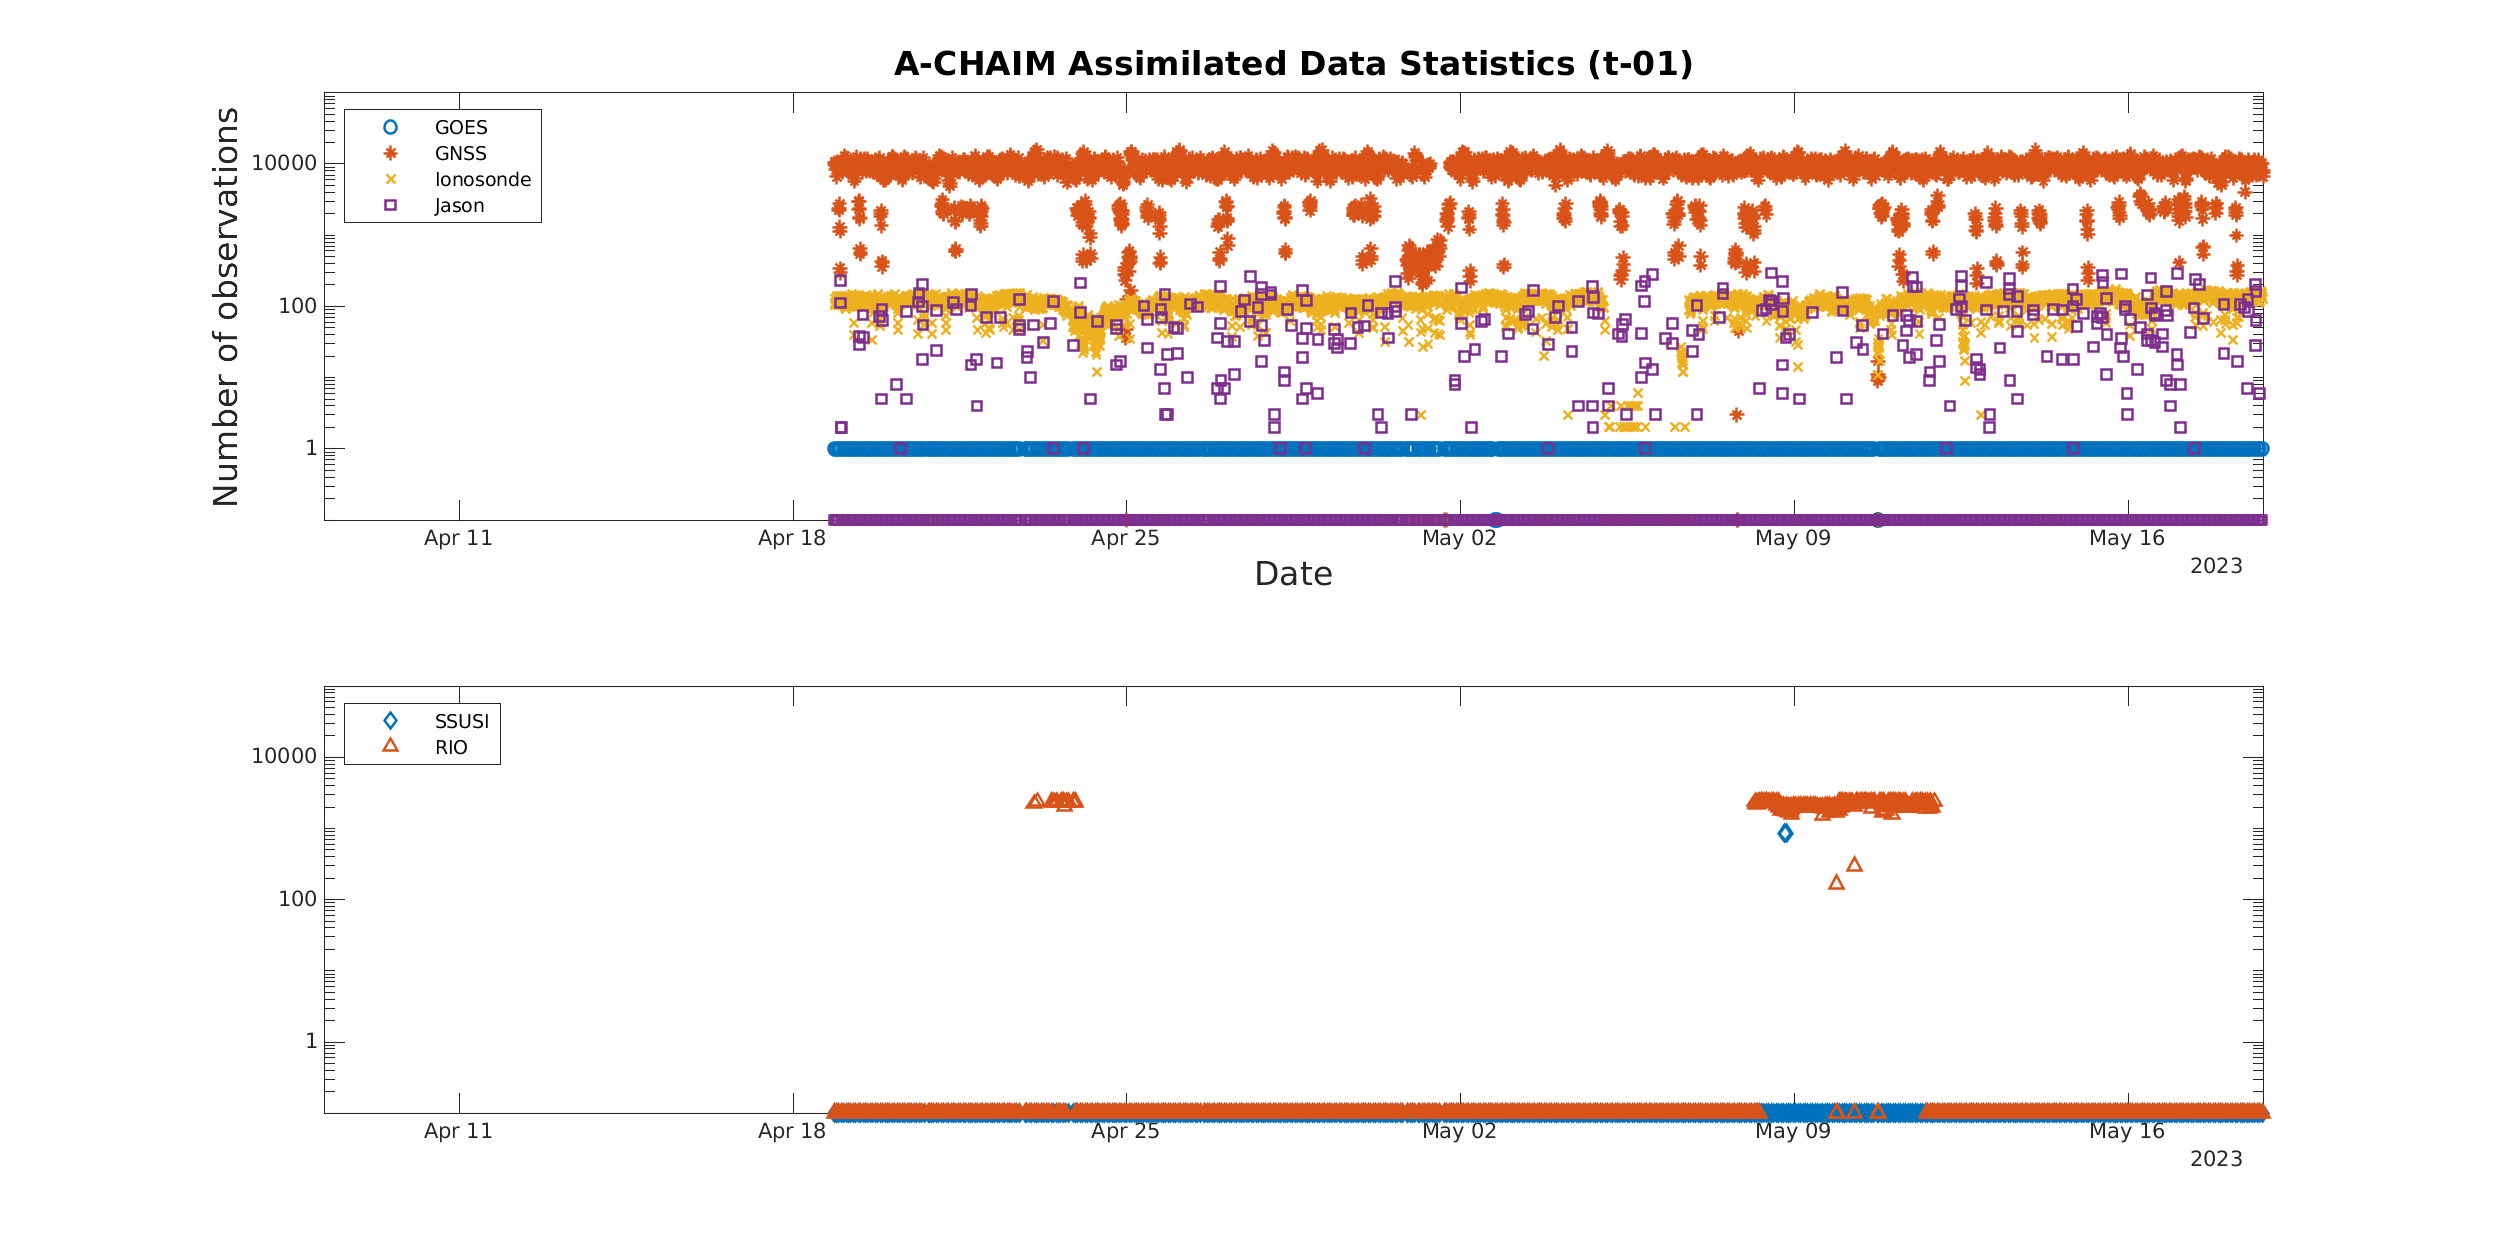 A-CHAIM Assimilated Data Statistics (t-01)
Number of observations
10000
100
1
GOES
GNSS
Ionosonde
Jason
Apr 11
Apr 18
Apr 25
May 02
May 09
May 16
2023
Date
10000
100
1
SSUSI
RIO
Apr 11
Apr 18
Apr 25
May 02
May 09
May 16
2023